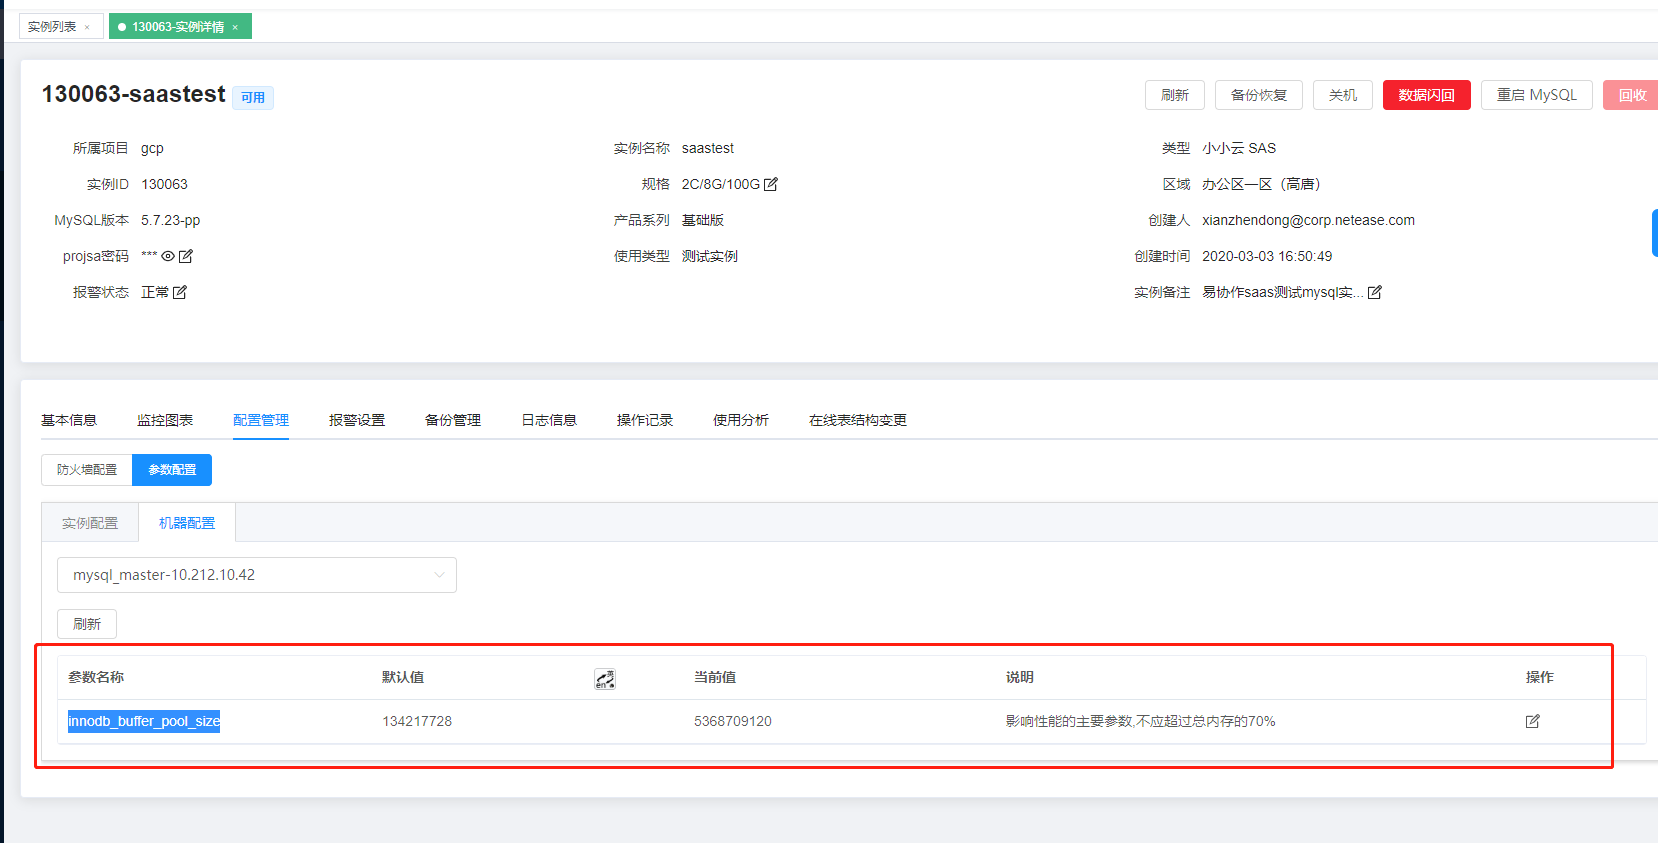 实例列表 ×
130063-实例详情 ×
130063-saastest 可用
刷新 备份恢复 关机 数据闪回 重启 MySQL 回收
所属项目 gcp 实例名称 saastest 类型 小小云 SAS
实例ID 130063 规格 2C/8G/100G 区域 办公区一区（高唐）
MySQL版本 5.7.23-pp 产品系列 基础版 创建人 xianzhendong@corp.netease.com
projsa密码 *** 使用类型 测试实例 创建时间 2020-03-03 16:50:49
报警状态 正常 实例备注 易协作saas测试mysql实...
基本信息 监控图表 配置管理 报警设置 备份管理 日志信息 操作记录 使用分析 在线表结构变更
防火墙配置 参数配置
实例配置 机器配置
mysql_master-10.212.10.42
刷新
参数名称 默认值 en 英 当前值 说明 操作
innodb_buffer_pool_size 134217728 5368709120 影响性能的主要参数,不应超过总内存的70%